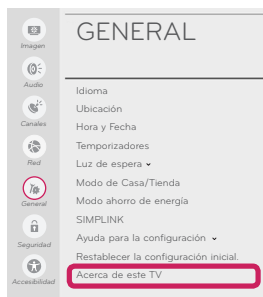 Imagen
Audio
Canales
Red
General
Seguridad
Accesibilidad
GENERAL
Idioma
Ubicación
Hora y Fecha
Temporizadores
Luz de espera
Modo de Casa/Tienda
Modo ahorro de energía
SIMPLINK
Ayuda para la configuración
Restablecer la configuración inicial.
Acerca de este TV